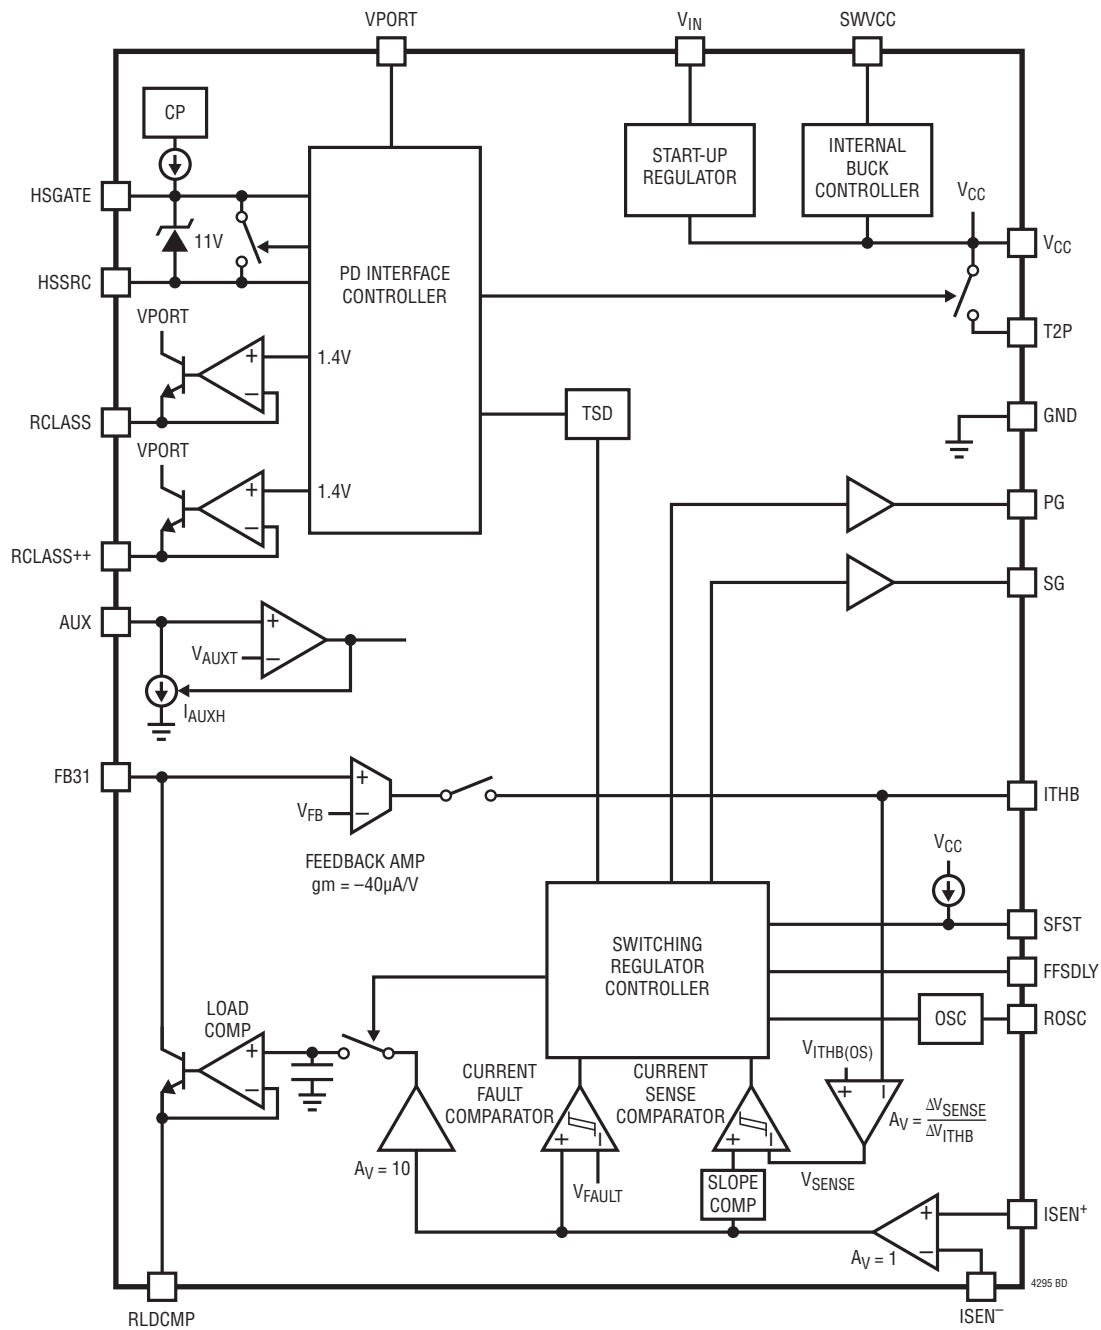 VPORT
VIN
SWVCC
CP
START-UP
REGULATOR
INTERNAL
BUCK
CONTROLLER
VCC
HSGATE
11V
VCC
HSSRC
PD INTERFACE
CONTROLLER
VPORT
T2P
+
1.4V
−
RCLASS
TSD
GND
VPORT
+
1.4V
PG
−
RCLASS++
SG
AUX
+
VAUXT
−
IAUXH
FB31
+
ITHB
VFB
−
FEEDBACK AMP
gm = –40µA/V
VCC
SFST
SWITCHING
REGULATOR
CONTROLLER
FFSDLY
LOAD
COMP
OSC
ROSC
+
−
VITHB(OS)
CURRENT
FAULT
COMPARATOR
CURRENT
SENSE
COMPARATOR
+
−
AV = ∆VSENSE
∆VITHB
+
−
+
−
AV = 10
VFAULT
SLOPE
COMP
VSENSE
+
ISEN+
−
AV = 1
4295 BD
RLDCMP
ISEN–